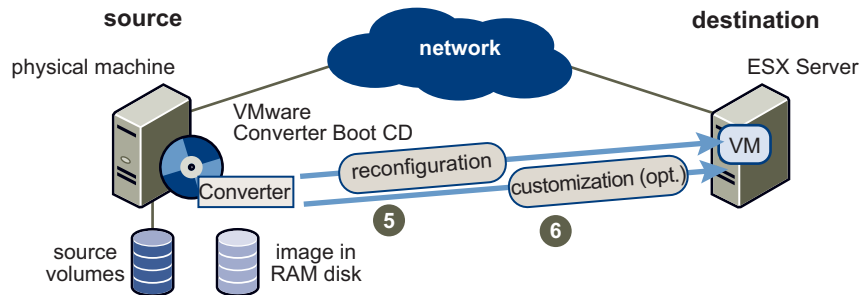 source
destination
network
physical machine
ESX Server
VMware
Converter Boot CD
VM
reconfiguration
Converter
customization (opt.)
5
6
source
volumes
image in
RAM disk